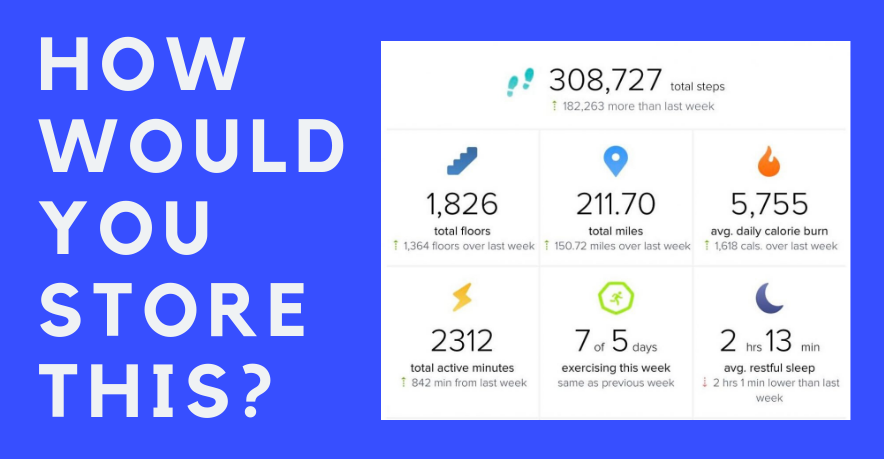 HOW
WOULD
YOU
STORE
THIS?
308,727 total steps
↑ 182,263 more than last week
1,826
total floors
↑ 1,364 floors over last week
211.70
total miles
↑ 150.72 miles over last week
5,755
avg. daily calorie burn
↑ 1,618 cals. over last week
2312
total active minutes
↑ 842 min from last week
7 of 5 days
exercising this week
same as previous week
2 hrs 13 min
avg. restful sleep
↓ 2 hrs 1 min lower than last
week